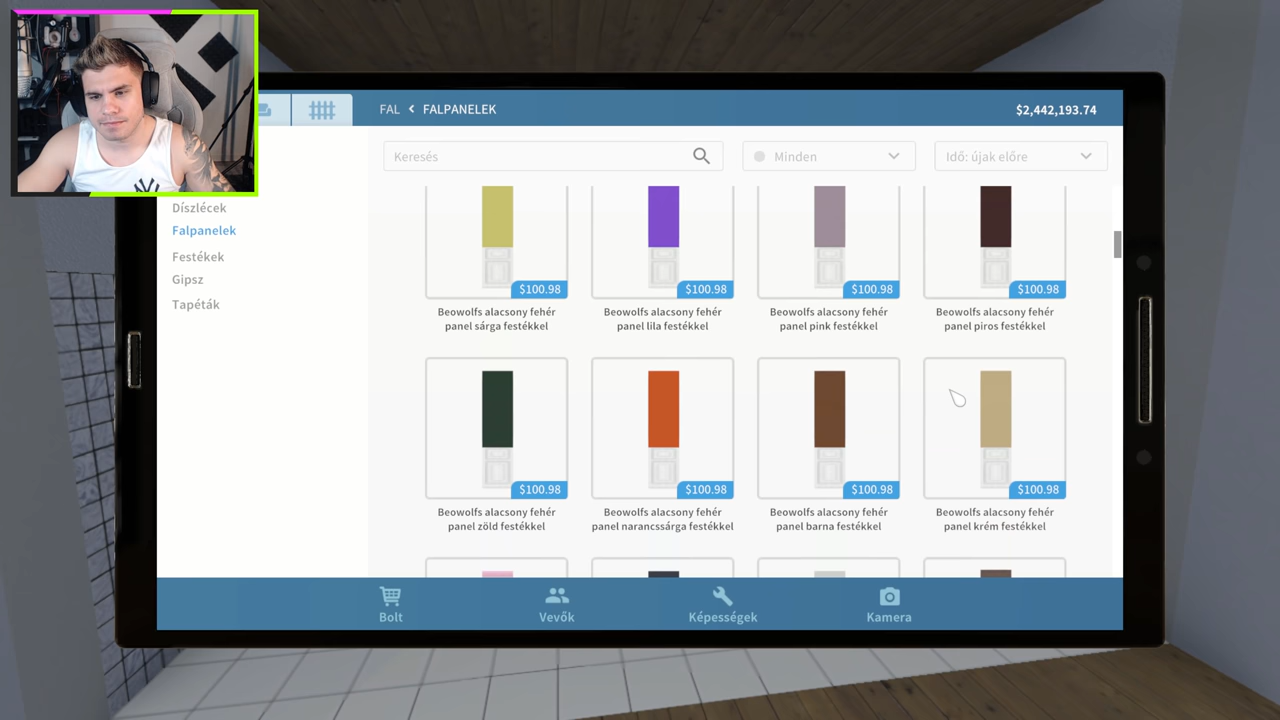 FAL < FALPANELEK
$2,442,193.74
Keresés
Minden
Idő: újak előre
Díszlécek
Falpanelek
Festékek
Gipsz
Tapéták
$100.98
$100.98
$100.98
$100.98
Beowolfs alacsony fehér
panel sárga festékkel
Beowolfs alacsony fehér
panel lila festékkel
Beowolfs alacsony fehér
panel pink festékkel
Beowolfs alacsony fehér
panel piros festékkel
$100.98
$100.98
$100.98
$100.98
Beowolfs alacsony fehér
panel zöld festékkel
Beowolfs alacsony fehér
panel narancssárga festékkel
Beowolfs alacsony fehér
panel barna festékkel
Beowolfs alacsony fehér
panel krém festékkel
Bolt
Vevők
Képességek
Kamera